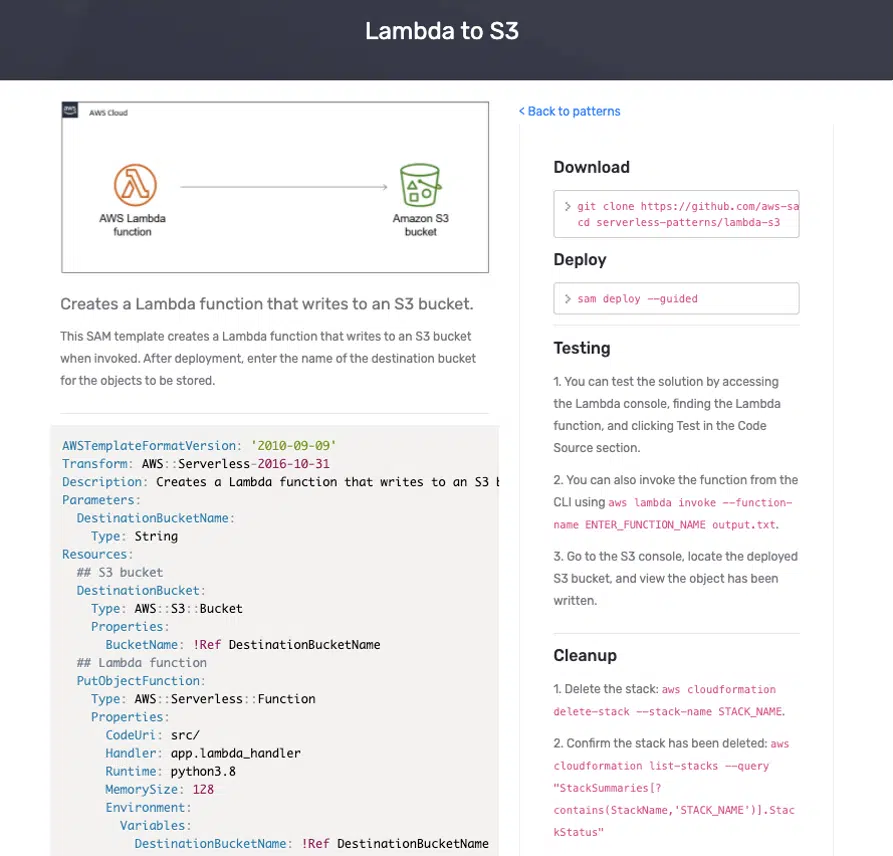 Lambda to S3
AWS Cloud
AWS Lambda
function
Amazon S3
bucket
Creates a Lambda function that writes to an S3 bucket.
This SAM template creates a Lambda function that writes to an S3 bucket
when invoked. After deployment, enter the name of the destination bucket
for the objects to be stored.
AWSTemplateFormatVersion: '2010-09-09'
Transform: AWS::Serverless-2016-10-31
Description: Creates a Lambda function that writes to an S3 b
Parameters:
DestinationBucketName:
Type: String
Resources:
## S3 bucket
DestinationBucket:
Type: AWS::S3::Bucket
Properties:
BucketName: !Ref DestinationBucketName
## Lambda function
PutObjectFunction:
Type: AWS::Serverless::Function
Properties:
CodeUri: src/
Handler: app.lambda_handler
Runtime: python3.8
MemorySize: 128
Environment:
Variables:
DestinationBucketName: !Ref DestinationBucketName
< Back to patterns
Download
> git clone https://github.com/aws-sa
cd serverless-patterns/lambda-s3
Deploy
> sam deploy --guided
Testing
1. You can test the solution by accessing
the Lambda console, finding the Lambda
function, and clicking Test in the Code
Source section.
2. You can also invoke the function from the
CLI using aws lambda invoke --function-
name ENTER_FUNCTION_NAME output.txt.
3. Go to the S3 console, locate the deployed
S3 bucket, and view the object has been
written.
Cleanup
1. Delete the stack: aws cloudformation
delete-stack --stack-name STACK_NAME.
2. Confirm the stack has been deleted: aws
cloudformation list-stacks --query
"StackSummaries[?
contains(StackName,'STACK_NAME')].Stac
kStatus"